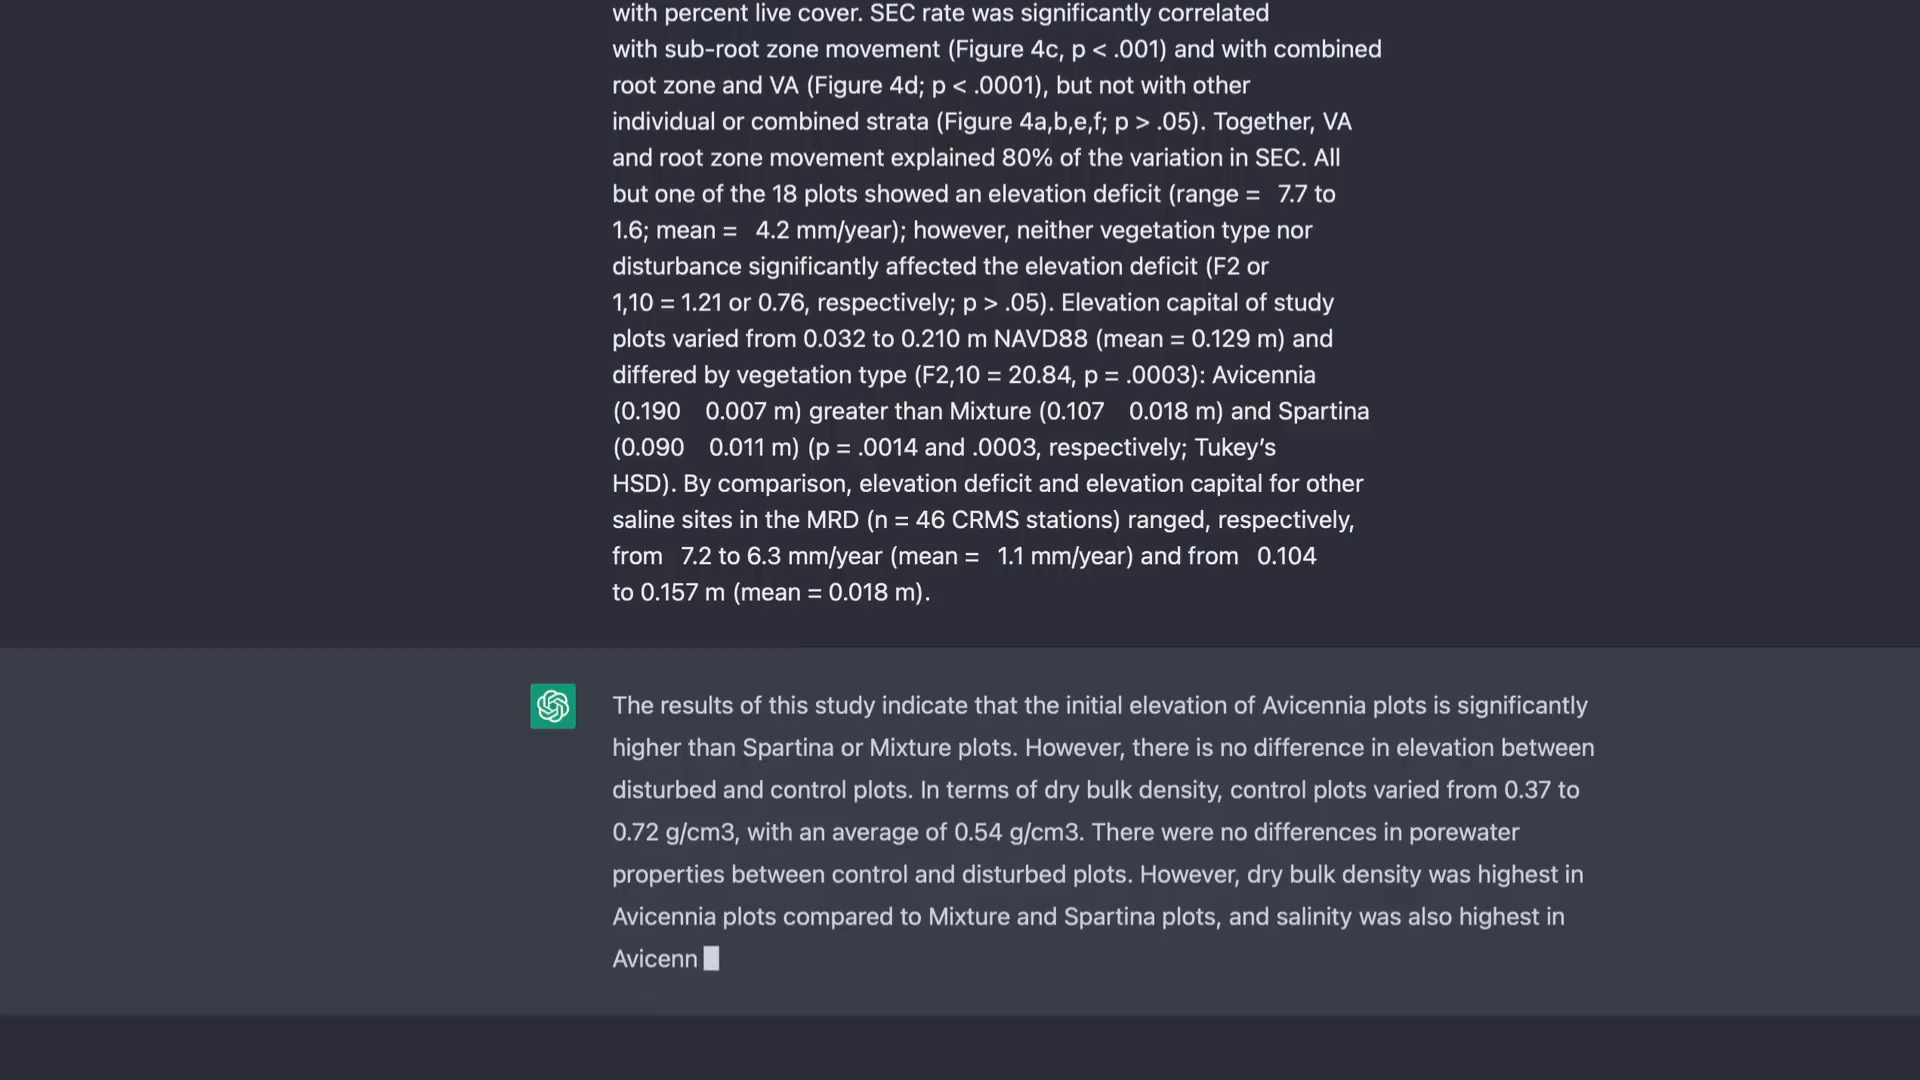 with percent live cover. SEC rate was significantly correlated
with sub-root zone movement (Figure 4c, p < .001) and with combined
root zone and VA (Figure 4d; p < .0001), but not with other
individual or combined strata (Figure 4a,b,e,f; p > .05). Together, VA
and root zone movement explained 80% of the variation in SEC. All
but one of the 18 plots showed an elevation deficit (range =   7.7 to
1.6; mean =   4.2 mm/year); however, neither vegetation type nor
disturbance significantly affected the elevation deficit (F2 or
1,10 = 1.21 or 0.76, respectively; p > .05). Elevation capital of study
plots varied from 0.032 to 0.210 m NAVD88 (mean = 0.129 m) and
differed by vegetation type (F2,10 = 20.84, p = .0003): Avicennia
(0.190   0.007 m) greater than Mixture (0.107   0.018 m) and Spartina
(0.090   0.011 m) (p = .0014 and .0003, respectively; Tukey’s
HSD). By comparison, elevation deficit and elevation capital for other
saline sites in the MRD (n = 46 CRMS stations) ranged, respectively,
from   7.2 to 6.3 mm/year (mean =   1.1 mm/year) and from   0.104
to 0.157 m (mean = 0.018 m).
The results of this study indicate that the initial elevation of Avicennia plots is significantly
higher than Spartina or Mixture plots. However, there is no difference in elevation between
disturbed and control plots. In terms of dry bulk density, control plots varied from 0.37 to
0.72 g/cm3, with an average of 0.54 g/cm3. There were no differences in porewater
properties between control and disturbed plots. However, dry bulk density was highest in
Avicennia plots compared to Mixture and Spartina plots, and salinity was also highest in
Avicenn